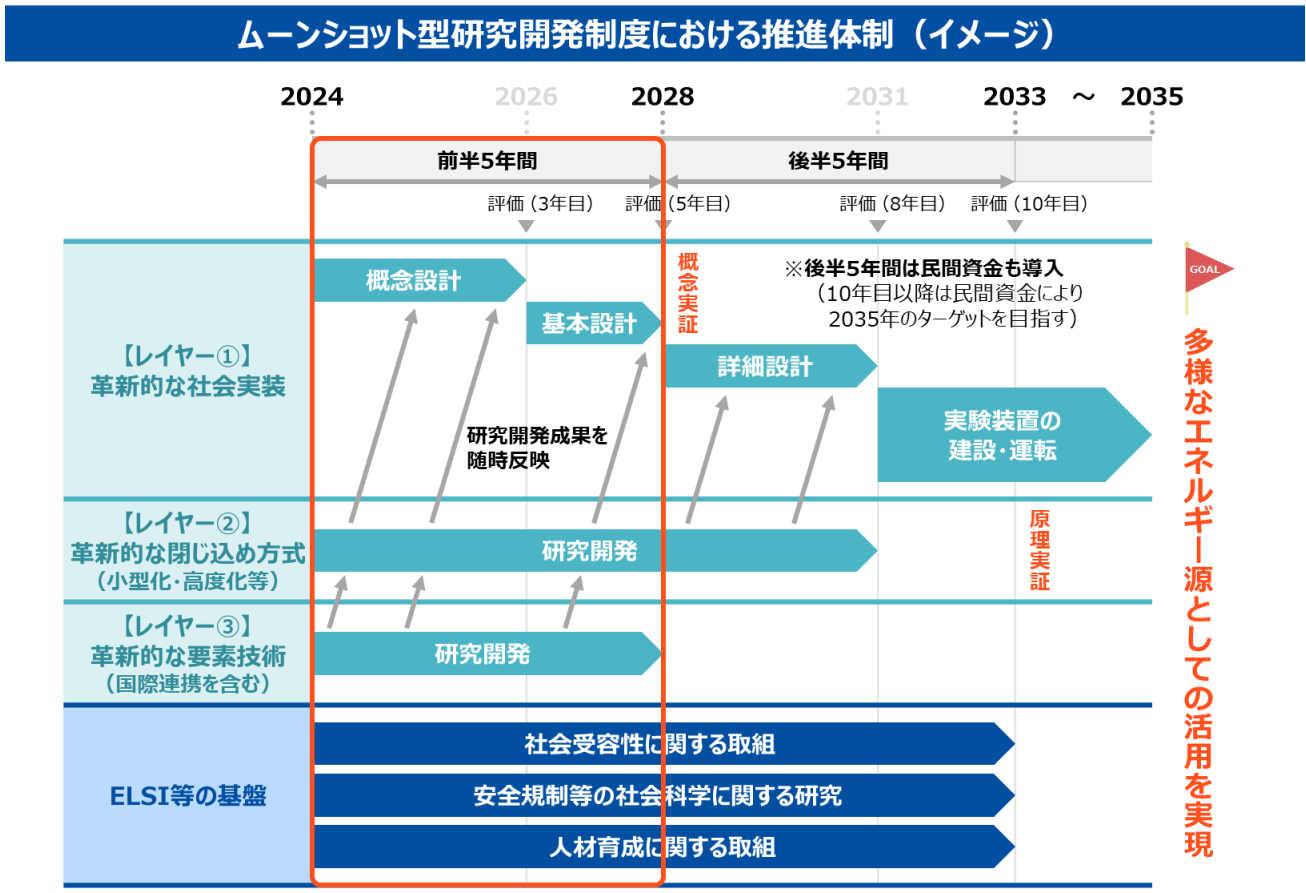 ムーンショット型研究開発制度における推進体制（イメージ）
2024
2026
2028
2031
2033 ～ 2035
前半5年間
後半5年間
評価（3年目）
評価（5年目）
評価（8年目）
評価（10年目）
【レイヤー①】
革新的な社会実装
概念設計
基本設計
概念実証
※後半5年間は民間資金も導入
（10年目以降は民間資金により
2035年のターゲットを目指す）
詳細設計
実験装置の
建設・運転
研究開発成果を
随時反映
【レイヤー②】
革新的な閉じ込め方式
（小型化・高度化等）
研究開発
原理実証
【レイヤー③】
革新的な要素技術
（国際連携を含む）
研究開発
ELSI等の基盤
社会受容性に関する取組
安全規制等の社会科学に関する研究
人材育成に関する取組
GOAL
多様なエネルギー源としての活用を実現